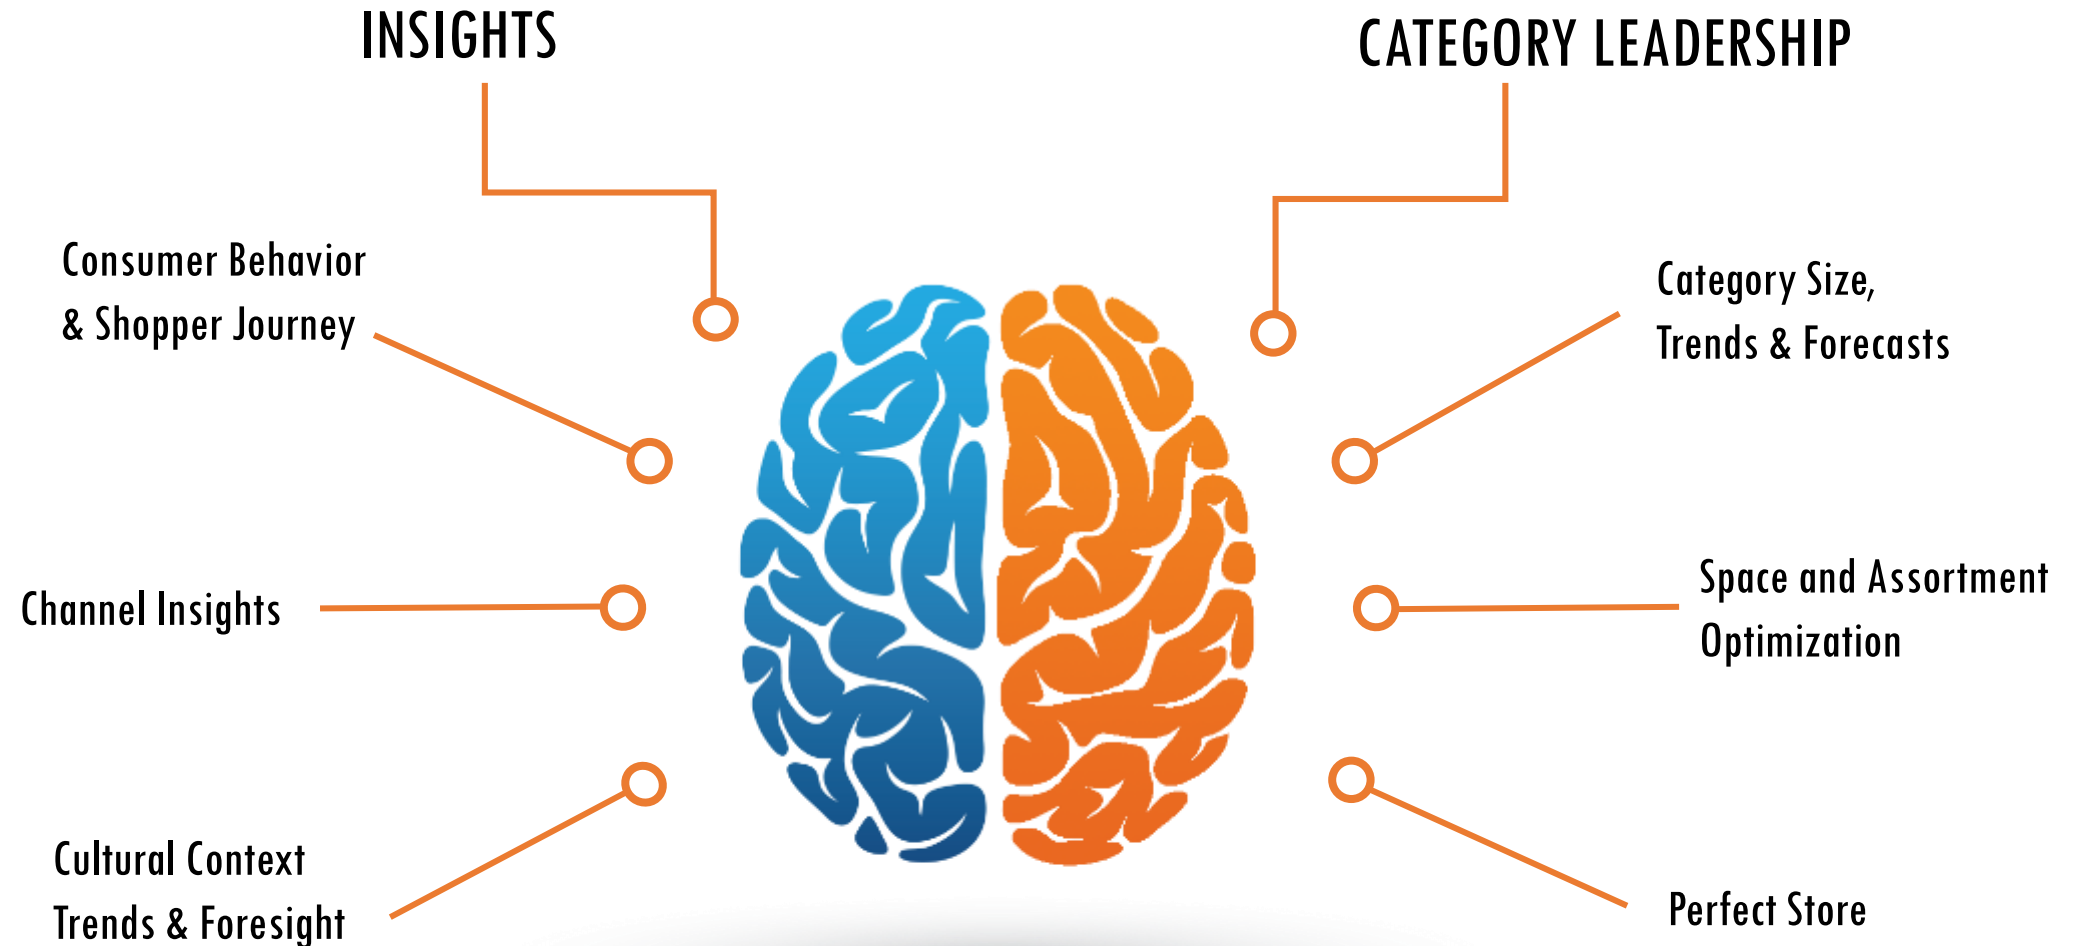 INSIGHTS
CATEGORY LEADERSHIP
Consumer Behavior
& Shopper Journey
Category Size,
Trends & Forecasts
Channel Insights
Space and Assortment
Optimization
Cultural Context
Trends & Foresight
Perfect Store